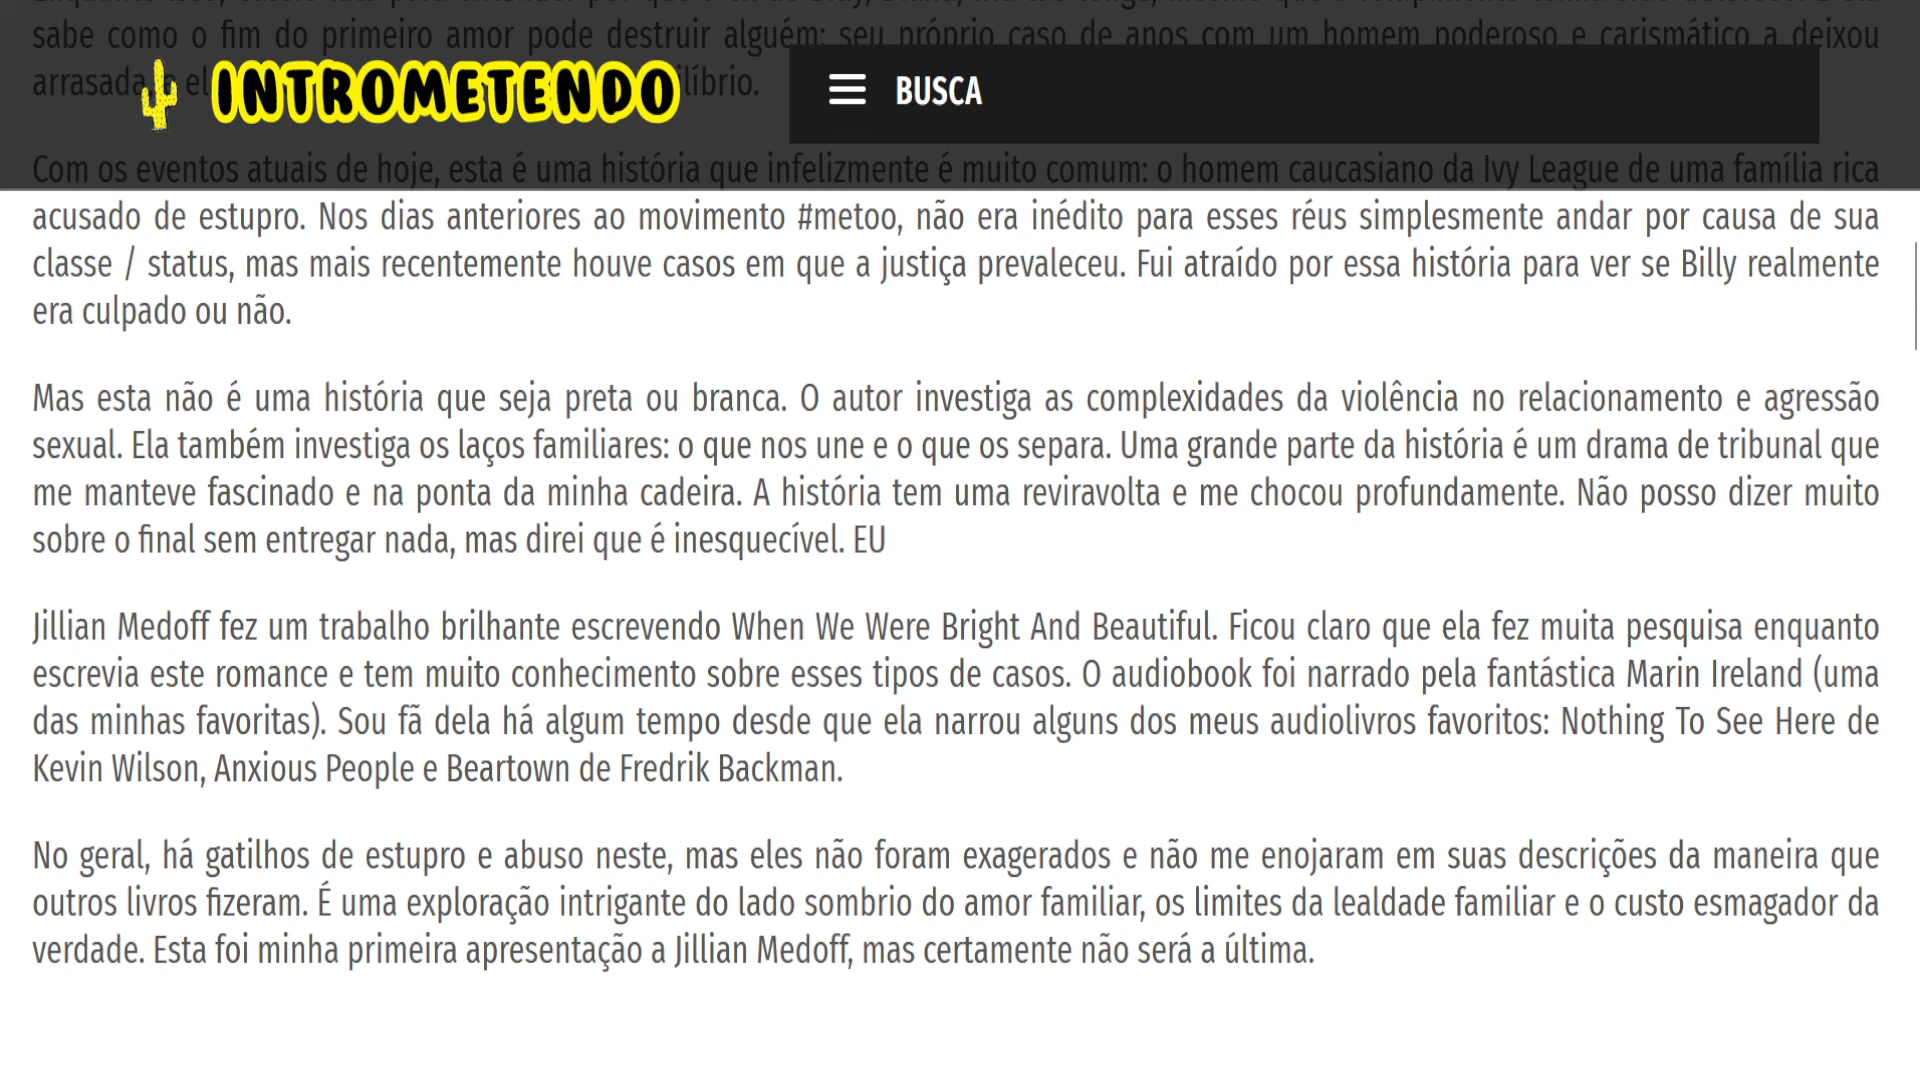 sabe como o fim do primeiro amor pode destruir alguém; seu próprio caso de anos com um homem poderoso e carismático a deixou
arrasada, e el líbrio.
INTROMETENDO
BUSCA
Com os eventos atuais de hoje, esta é uma história que infelizmente é muito comum: o homem caucasiano da Ivy League de uma família rica
acusado de estupro. Nos dias anteriores ao movimento #metoo, não era inédito para esses réus simplesmente andar por causa de sua
classe / status, mas mais recentemente houve casos em que a justiça prevaleceu. Fui atraído por essa história para ver se Billy realmente
era culpado ou não.
Mas esta não é uma história que seja preta ou branca. O autor investiga as complexidades da violência no relacionamento e agressão
sexual. Ela também investiga os laços familiares: o que nos une e o que os separa. Uma grande parte da história é um drama de tribunal que
me manteve fascinado e na ponta da minha cadeira. A história tem uma reviravolta e me chocou profundamente. Não posso dizer muito
sobre o final sem entregar nada, mas direi que é inesquecível. EU
Jillian Medoff fez um trabalho brilhante escrevendo When We Were Bright And Beautiful. Ficou claro que ela fez muita pesquisa enquanto
escrevia este romance e tem muito conhecimento sobre esses tipos de casos. O audiobook foi narrado pela fantástica Marin Ireland (uma
das minhas favoritas). Sou fã dela há algum tempo desde que ela narrou alguns dos meus audiolivros favoritos: Nothing To See Here de
Kevin Wilson, Anxious People e Beartown de Fredrik Backman.
No geral, há gatilhos de estupro e abuso neste, mas eles não foram exagerados e não me enojaram em suas descrições da maneira que
outros livros fizeram. É uma exploração intrigante do lado sombrio do amor familiar, os limites da lealdade familiar e o custo esmagador da
verdade. Esta foi minha primeira apresentação a Jillian Medoff, mas certamente não será a última.